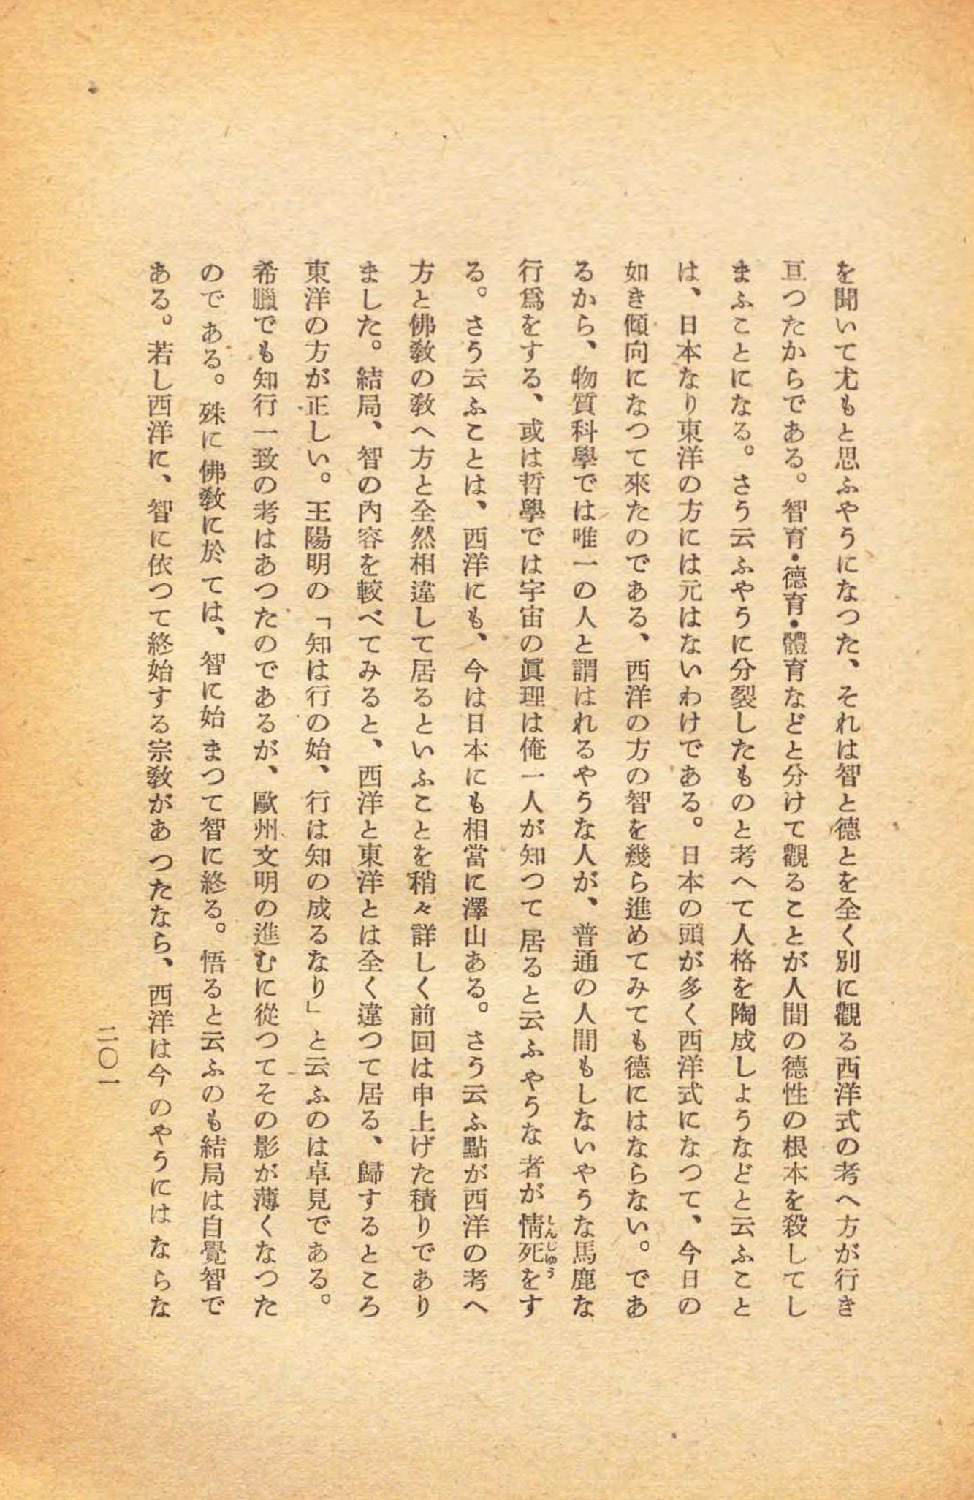 を聞いて尤もと思ふやうになつた、それは智と德とを全く別に觀る西洋式の考へ方が行き
亘つたからである。智育・德育・體育などと分けて觀ることが人間の德性の根本を殺してし
まふことになる。さう云ふやうに分裂したものと考へて人格を陶成しようなどと云ふこと
は、日本なり東洋の方には元はないわけである。日本の頭が多く西洋式になつて、今日の
如き傾向になつて來たのである、西洋の方の智を幾ら進めてみても德にはならない。であ
るから、物質科學では唯一の人と謂はれるやうな人が、普通の人間もしないやうな馬鹿な
行爲をする、或は哲學では宇宙の眞理は俺一人が知つて居ると云ふやうな者が情死をす
しんじゆう
る。さう云ふことは、西洋にも、今は日本にも相當に澤山ある。さう云ふ點が西洋の考へ
方と佛敎の敎へ方と全然相違して居るといふことを稍々詳しく前回は申上げた積りであり
ました。結局、智の內容を較べてみると、西洋と東洋とは全く違つて居る、歸するところ
東洋の方が正しい。王陽明の「知は行の始、行は知の成るなり」と云ふのは卓見である。
希臘でも知行一致の考はあつたのであるが、歐州文明の進むに從つてその影が薄くなつた
のである。殊に佛敎に於ては、智に始まつて智に終る。悟ると云ふのも結局は自覺智で
ある。若し西洋に、智に依つて終始する宗敎があつたなら、西洋は今のやうにはならな
二〇一